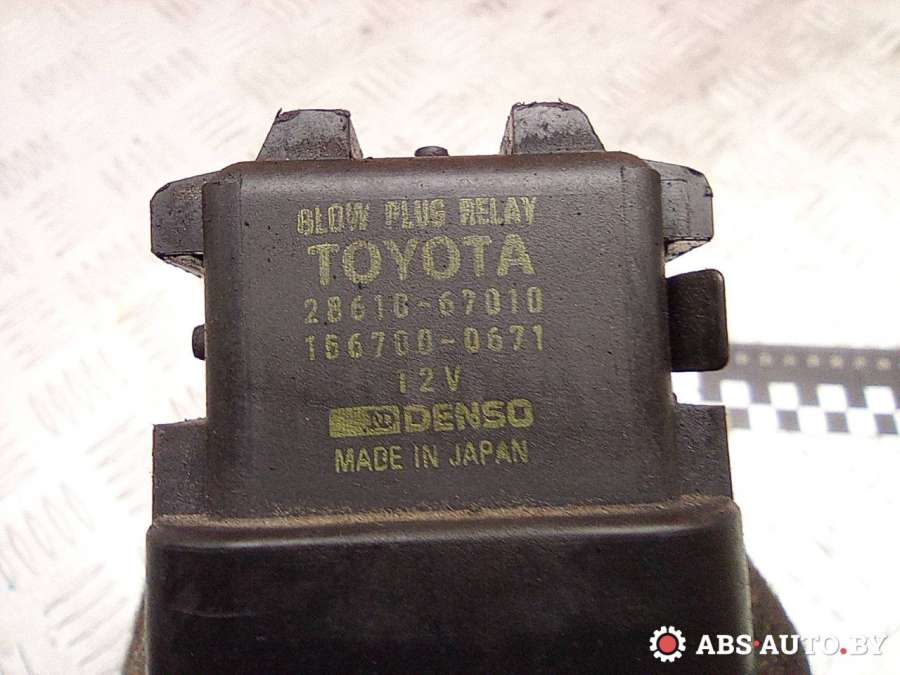 GLOW PLUG RELAY
TOYOTA
28610-67010
156700-0671
12V
DENSO
MADE IN JAPAN
ABS-AUTO.BY